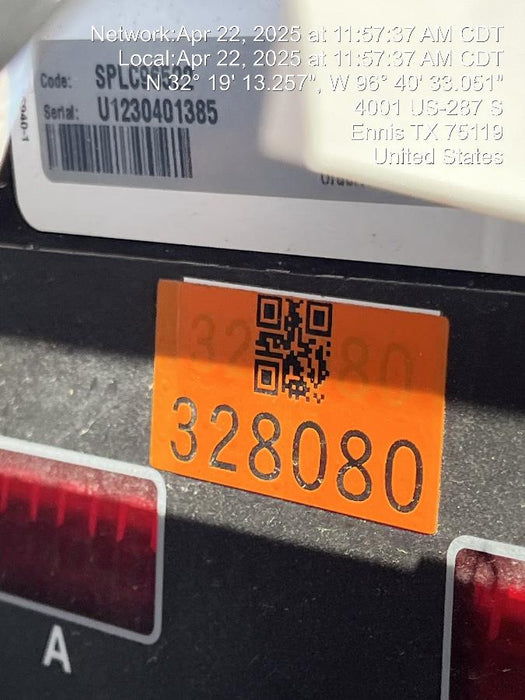 Network:Apr 22, 2025 at 11:57:37 AM CDT
Local:Apr 22, 2025 at 11:57:37 AM CDT
N 32° 19' 13.257", W 96° 40' 33.051"
4001 US-287 S
Ennis TX 75119
United States
Code:
Serial: U1230401385
328080
A